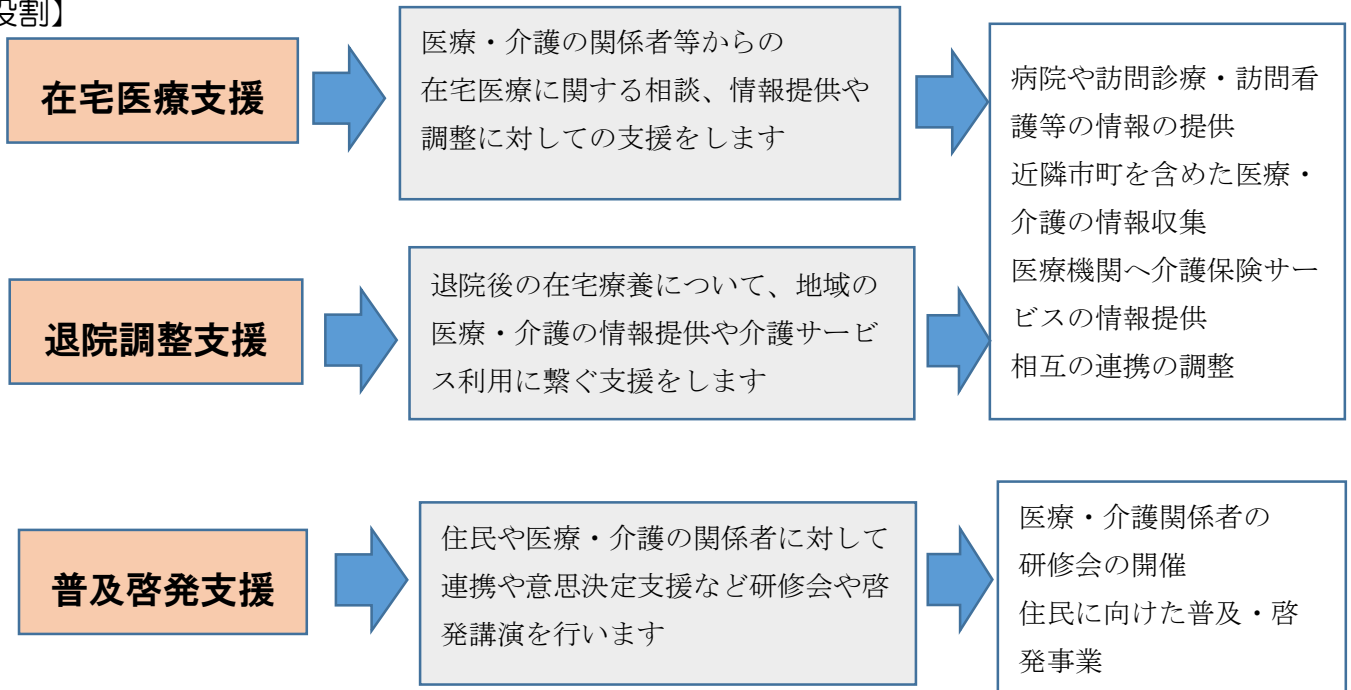 役割】
在宅医療支援
医療・介護の関係者等からの
在宅医療に関する相談、情報提供や
調整に対しての支援をします
病院や訪問診療・訪問看
護等の情報の提供
近隣市町を含めた医療・
介護の情報収集
医療機関へ介護保険サー
ビスの情報提供
相互の連携の調整
退院調整支援
退院後の在宅療養について、地域の
医療・介護の情報提供や介護サービ
ス利用に繋ぐ支援をします
普及啓発支援
住民や医療・介護の関係者に対して
連携や意思決定支援など研修会や啓
発講演を行います
医療・介護関係者の
研修会の開催
住民に向けた普及・啓
発事業